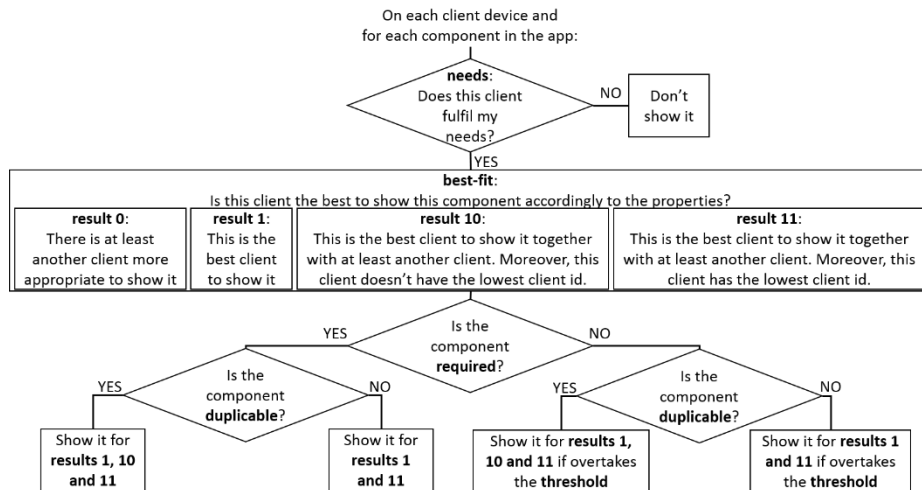 On each client device and
for each component in the app:
needs:
Does this client
fulfil my
needs?
NO
Don't
show it
YES
best-fit:
Is this client the best to show this component accordingly to the properties?
result 0:
There is at least
another client more
appropriate to show it
result 1:
This is the
best client
to show it
result 10:
This is the best client to show it together
with at least another client. Moreover, this
client doesn't have the lowest client id.
result 11:
This is the best client to show it together
with at least another client. Moreover, this
client has the lowest client id.
YES
Is the
component
required?
NO
YES
Is the
component
duplicable?
NO
YES
Is the
component
duplicable?
NO
Show it for
results 1, 10
and 11
Show it for
results 1
and 11
Show it for results 1,
10 and 11 if overtakes
the threshold
Show it for results 1
and 11 if overtakes
the threshold